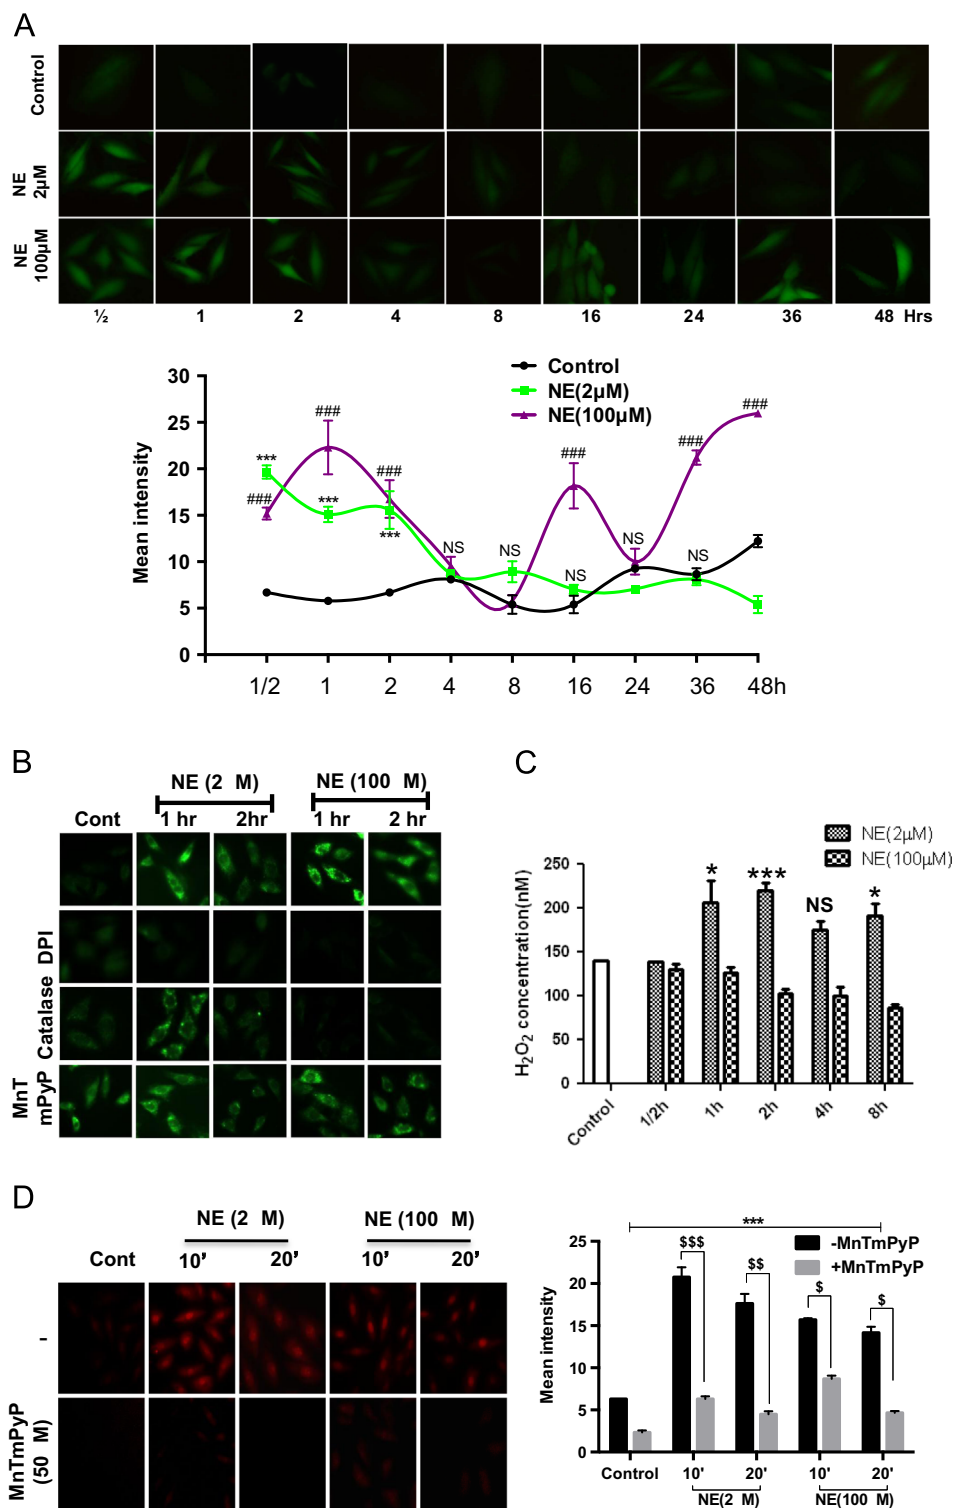 A
Control
NE
2μM
NE
100μM
½ 1 2 4 8 16 24 36 48 Hrs
Control
NE(2μM)
NE(100μM)
Mean intensity
30
25
20
15
10
5
0
###
***
###
***
###
***
NS
NS
###
NS
NS
###
NS
###
1/2 1 2 4 8 16 24 36 48h
B
NE (2 M) NE (100 M)
Cont 1 hr 2hr 1 hr 2 hr
DPI
Catalase
MnT
mPyP
C
NE(2μM)
NE(100μM)
H2O2 concentration(nM)
250
200
150
100
50
0
*
***
NS
*
Control 1/2h 1h 2h 4h 8h
D
NE (2 M) NE (100 M)
Cont 10’ 20’ 10’ 20’
-
MnTmPyP
(50 M)
***
-MnTmPyP
+MnTmPyP
Mean intensity
25
20
15
10
5
0
$$$
$$
$
$
Control 10' 20' 10' 20'
NE(2 M) NE(100 M)